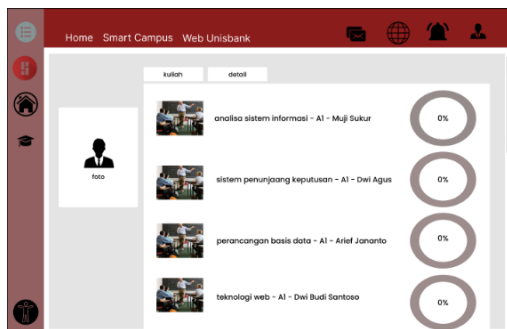 Home Smart Campus Web Unisbank
kuliah detail
foto
analisa sistem informasi - A1 - Muji Sukur
0%
sistem penunjaang keputusan - A1 - Dwi Agus
0%
perancangan basis data - A1 - Arief Jananto
0%
teknologi web - A1 - Dwi Budi Santoso
0%